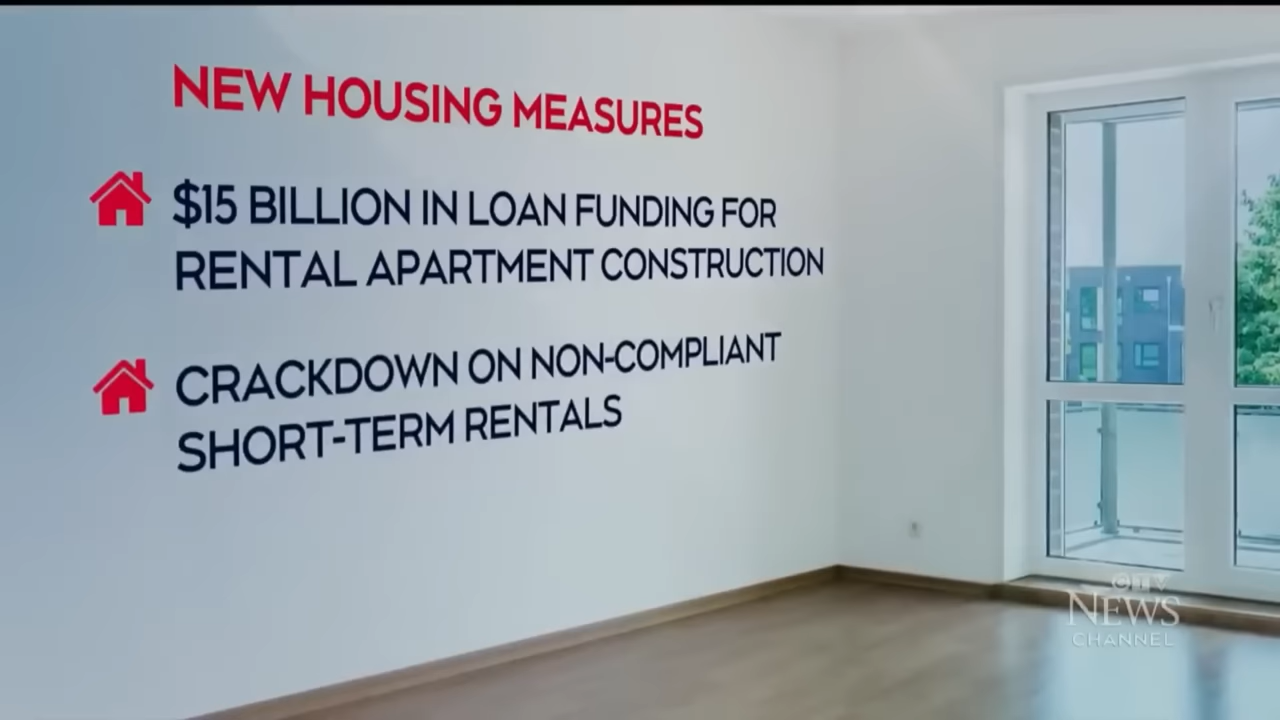 NEW HOUSING MEASURES
$15 BILLION IN LOAN FUNDING FOR
RENTAL APARTMENT CONSTRUCTION
CRACKDOWN ON NON-COMPLIANT
SHORT-TERM RENTALS
CTV
NEWS
CHANNEL